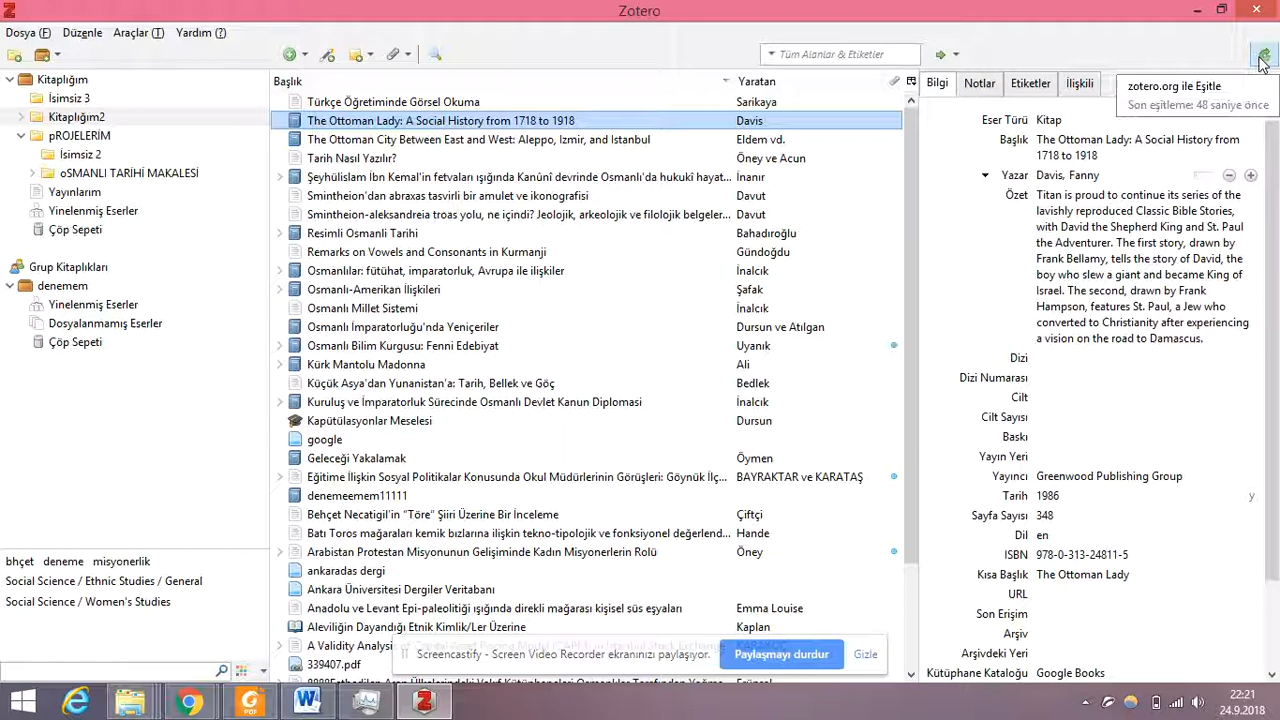 Zotero
Dosya (F) Düzenle Araçlar (T) Yardım (?)
Tüm Alanlar & Etiketler
Kitaplığım
İsimsiz 3
Kitaplığım2
pROJELERİM
İsimsiz 2
oSMANLI TARİHİ MAKALESİ
Yayınlarım
Yinelenmiş Eserler
Çöp Sepeti
Grup Kitaplıkları
denemem
Yinelenmiş Eserler
Dosyalanmamış Eserler
Çöp Sepeti
bhçet deneme misyonerlik
Social Science / Ethnic Studies / General
Social Science / Women's Studies
Başlık Yaratan
Türkçe Öğretiminde Görsel Okuma Sarikaya
The Ottoman Lady: A Social History from 1718 to 1918 Davis
The Ottoman City Between East and West: Aleppo, Izmir, and Istanbul Eldem vd.
Tarih Nasıl Yazılır? Öney ve Acun
Şeyhülislam İbn Kemal'in fetvaları ışığında Kanûnî devrinde Osmanlı'da hukukî hayat... İnanır
Smintheion'dan abraxas tasvirli bir amulet ve ikonografisi Davut
Smintheion-aleksandreia troas yolu, ne içindi? Jeolojik, arkeolojik ve filolojik belgeler... Davut
Resimli Osmanli Tarihi Bahadıroğlu
Remarks on Vowels and Consonants in Kurmanji Gündoğdu
Osmanlılar: fütühat, imparatorluk, Avrupa ile ilişkiler İnalcık
Osmanlı-Amerikan İlişkileri Şafak
Osmanlı Millet Sistemi İnalcık
Osmanlı İmparatorluğu'nda Yeniçeriler Dursun ve Atılgan
Osmanlı Bilim Kurgusu: Fenni Edebiyat Uyanık
Kürk Mantolu Madonna Ali
Küçük Asya'dan Yunanistan'a: Tarih, Bellek ve Göç Bedlek
Kuruluş ve İmparatorluk Sürecinde Osmanlı Devlet Kanun Diplomasi İnalcık
Kapütülasyonlar Meselesi Dursun
google
Geleceği Yakalamak Öymen
Eğitime İlişkin Sosyal Politikalar Konusunda Okul Müdürlerinin Görüşleri: Göynük İlç... BAYRAKTAR ve KARATAŞ
denemeemem11111
Behçet Necatigil'in "Töre" Şiiri Üzerine Bir İnceleme Çiftçi
Batı Toros mağaraları kemik bızlarına ilişkin tekno-tipolojik ve fonksiyonel değerlend... Hande
Arabistan Protestan Misyonunun Gelişiminde Kadın Misyonerlerin Rolü Öney
ankaradas dergi
Ankara Üniversitesi Dergiler Veritabanı
Anadolu ve Levant Epi-paleolitiği ışığında direkli mağarası kişisel süs eşyaları Emma Louise
Aleviliğin Dayandığı Etnik Kimlik/Ler Üzerine Kaplan
A Validity Analysis
339407.pdf
Screencastify - Screen Video Recorder ekranınızı paylaşıyor. Paylaşmayı durdur Gizle
Bilgi Notlar Etiketler İlişkili
zotero.org ile Eşitle
Son eşitleme: 48 saniye önce
Eser Türü Kitap
Başlık The Ottoman Lady: A Social History from
1718 to 1918
Yazar Davis, Fanny
Özet Titan is proud to continue its series of the
lavishly reproduced Classic Bible Stories,
with David the Shepherd King and St. Paul
the Adventurer. The first story, drawn by
Frank Bellamy, tells the story of David, the
boy who slew a giant and became King of
Israel. The second, drawn by Frank
Hampson, features St. Paul, a Jew who
converted to Christianity after experiencing
a vision on the road to Damascus.
Dizi
Dizi Numarası
Cilt
Cilt Sayısı
Baskı
Yayın Yeri
Yayıncı Greenwood Publishing Group
Tarih 1986 y
Sayfa Sayısı 348
Dil en
ISBN 978-0-313-24811-5
Kısa Başlık The Ottoman Lady
URL
Son Erişim
Arşiv
Arşivdeki Yeri
Kütüphane Kataloğu Google Books
22:21
24.9.2018